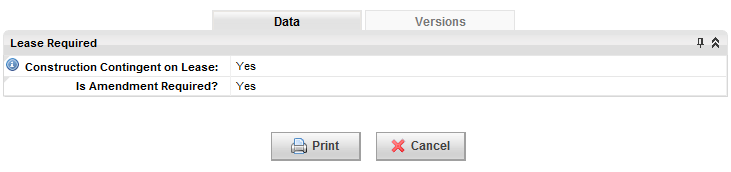 Data Versions
Lease Required
Construction Contingent on Lease: Yes
Is Amendment Required? Yes
Print Cancel